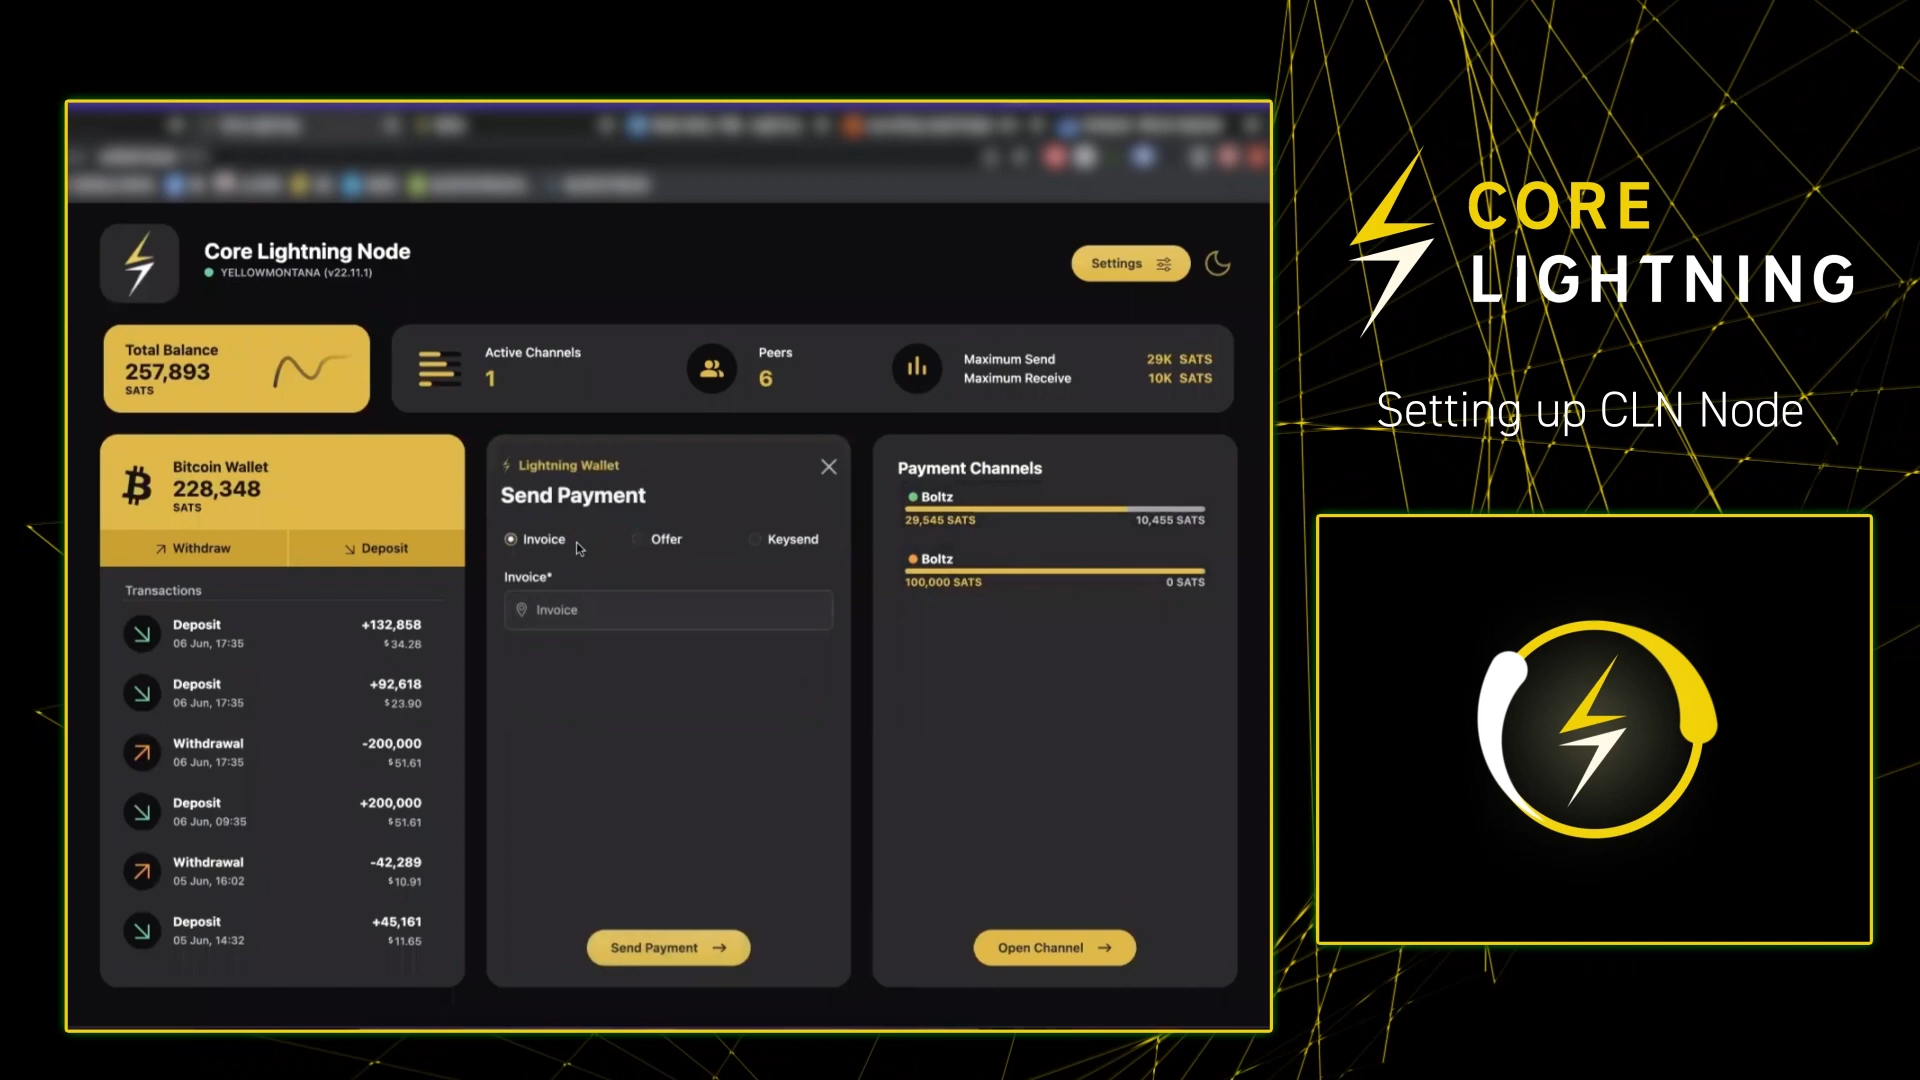 Core Lightning Node
YELLOWMONTANA (v22.11.1)
Settings
Total Balance
257,893
SATS
Active Channels
1
Peers
6
Maximum Send 29K SATS
Maximum Receive 10K SATS
Bitcoin Wallet
228,348
SATS
Withdraw Deposit
Transactions
Deposit +132,858
06 Jun, 17:35 $34.28
Deposit +92,618
06 Jun, 17:35 $23.90
Withdrawal -200,000
06 Jun, 17:35 $51.61
Deposit +200,000
06 Jun, 09:35 $51.61
Withdrawal -42,289
05 Jun, 16:02 $10.91
Deposit +45,161
05 Jun, 14:32 $11.65
Lightning Wallet
Send Payment
Invoice Offer Keysend
Invoice*
Invoice
Send Payment
Payment Channels
Boltz
29,545 SATS 10,455 SATS
Boltz
100,000 SATS 0 SATS
Open Channel
CORE
LIGHTNING
Setting up CLN Node